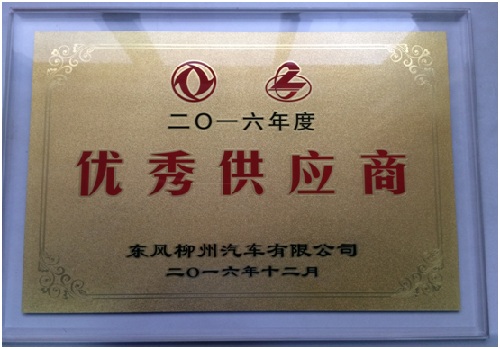 二〇一六年度
优秀供应商
东风柳州汽车有限公司
二〇一六年十二月